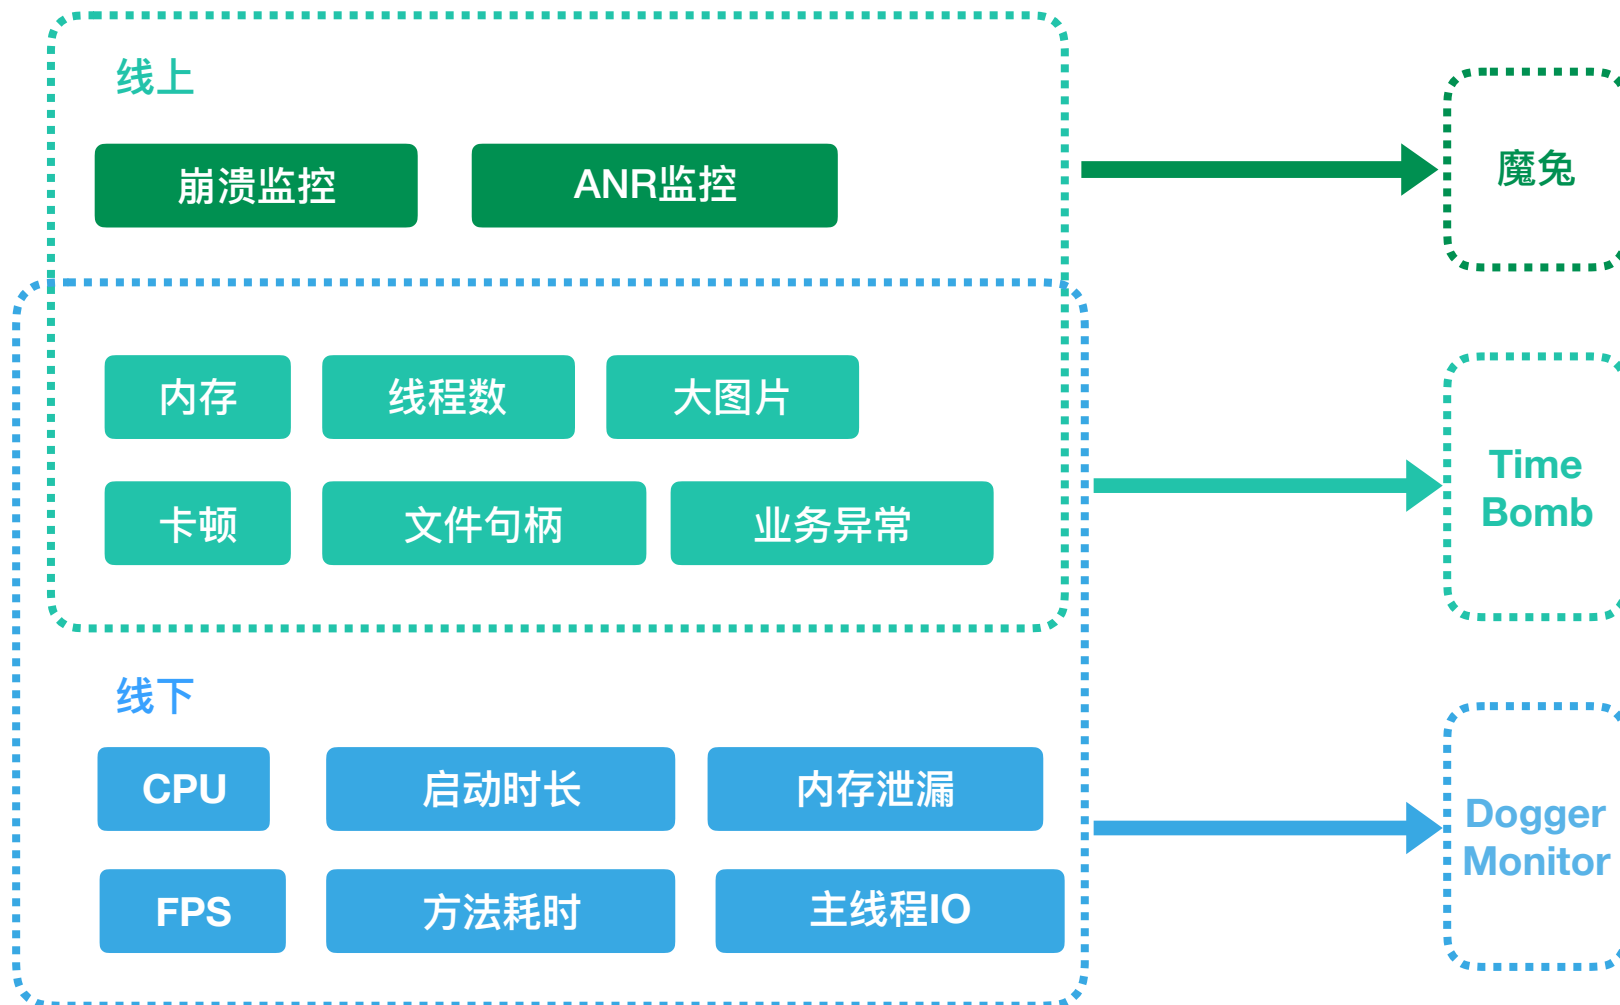 线上
崩溃监控
ANR监控
魔兔
内存
线程数
大图片
卡顿
文件句柄
业务异常
Time
Bomb
线下
CPU
启动时长
内存泄漏
FPS
方法耗时
主线程IO
Dogger
Monitor